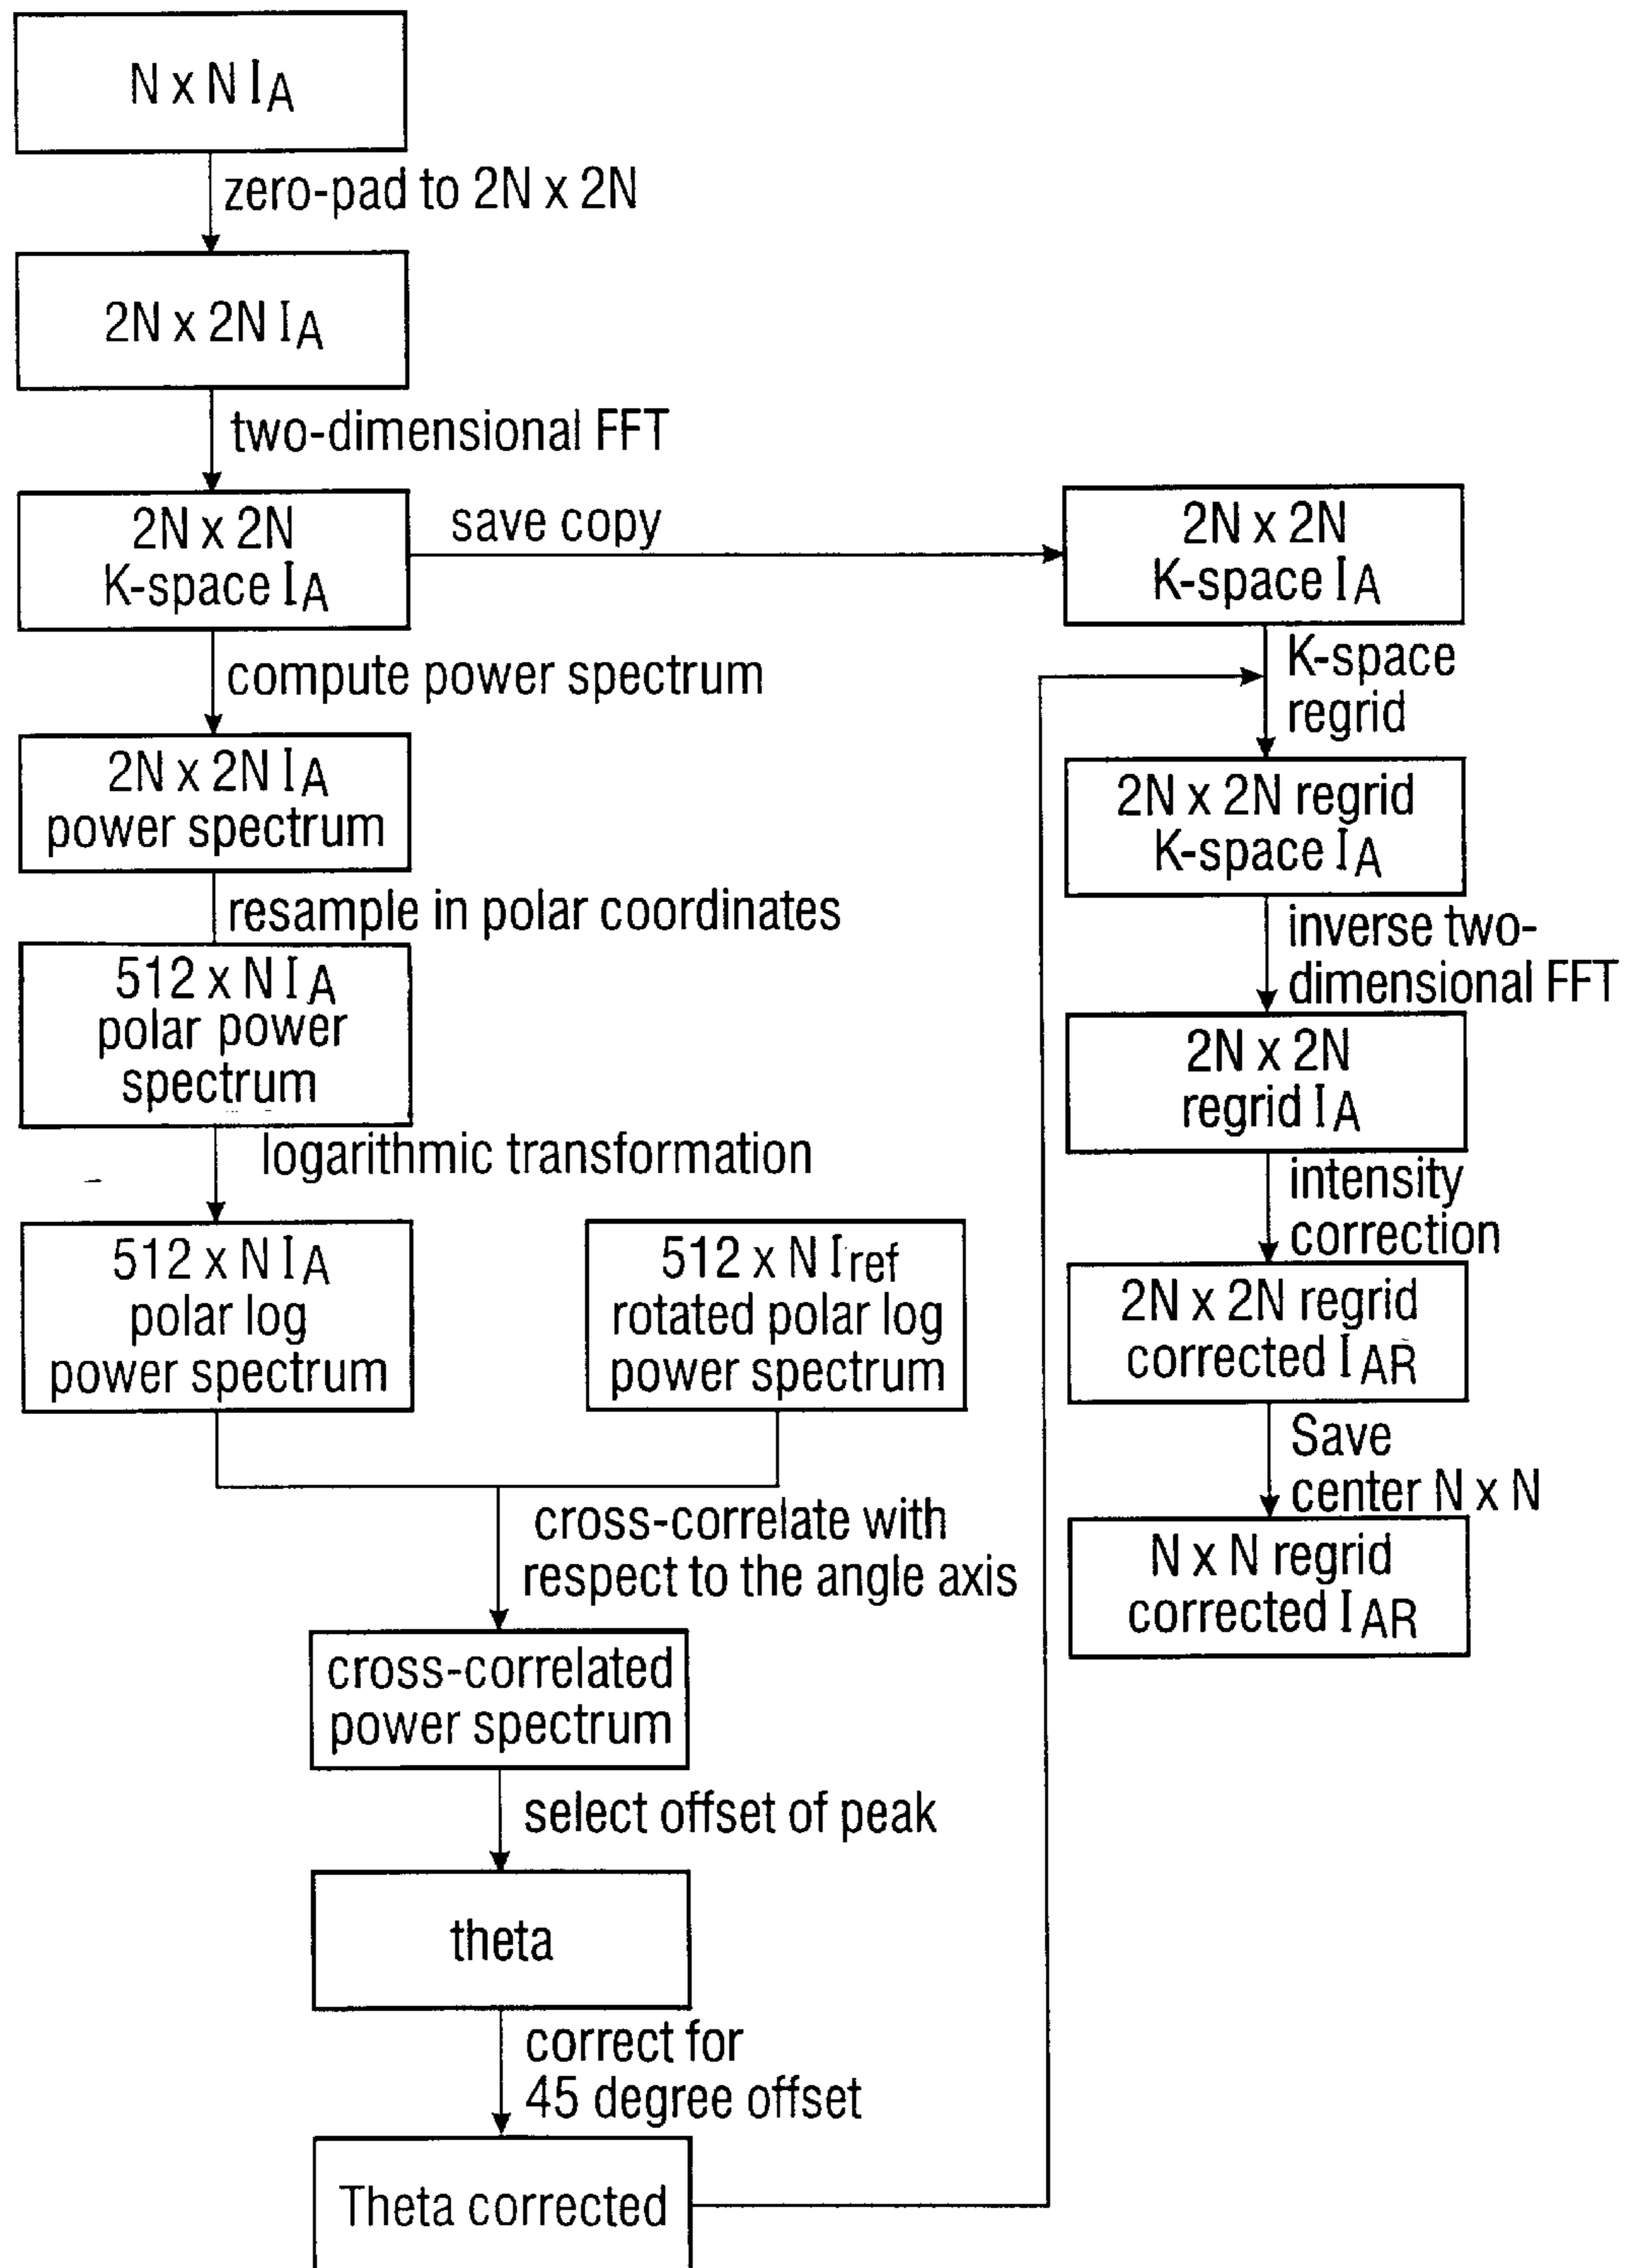 N x N IA
zero-pad to 2N x 2N
2N x 2N IA
two-dimensional FFT
2N x 2N
K-space IA
save copy
compute power spectrum
2N x 2N IA
power spectrum
resample in polar coordinates
512 x N IA
polar power
spectrum
logarithmic transformation
512 x N IA
polar log
power spectrum
512 x N Iref
rotated polar log
power spectrum
cross-correlate with
respect to the angle axis
cross-correlated
power spectrum
select offset of peak
theta
correct for
45 degree offset
Theta corrected
2N x 2N
K-space IA
K-space
regrid
2N x 2N regrid
K-space IA
inverse two-
dimensional FFT
2N x 2N
regrid IA
intensity
correction
2N x 2N regrid
corrected IAR
Save
center N x N
N x N regrid
corrected IAR